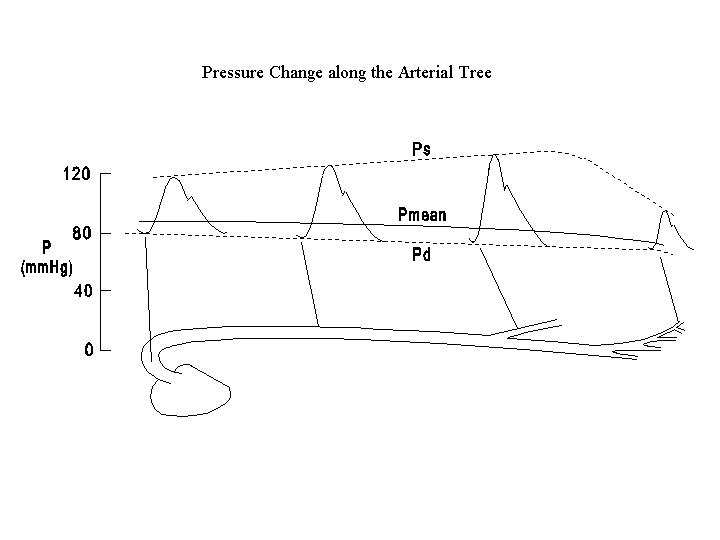 Pressure Change along the Arterial Tree
Ps
120
Pmean
80
P
(mmHg)
Pd
40
0